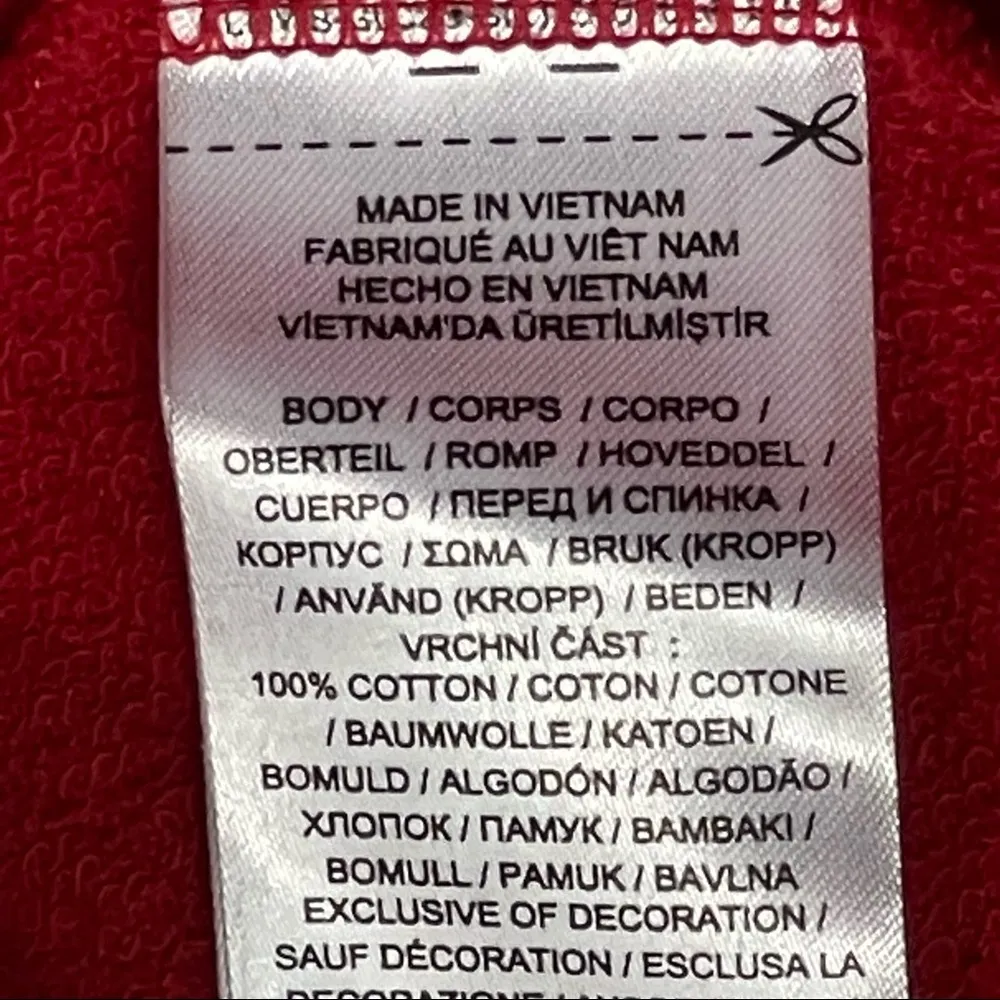 MADE IN VIETNAM
FABRIQUÉ AU VIÊT NAM
HECHO EN VIETNAM
VİETNAM'DA ÜRETİLMİŞTİR
BODY / CORPS / CORPO /
OBERTEIL / ROMP / HOVEDDEL /
CUERPO / ПЕРЕД И СПИНКА /
КОРПУС / ΣΩΜΑ / BRUK (KROPP)
/ ANVÄND (KROPP) / BEDEN /
VRCHNÍ ČÁST :
100% COTTON / COTON / COTONE
/ BAUMWOLLE / KATOEN /
BOMULD / ALGODÓN / ALGODÃO /
ХЛОПОК / ПАМУК / BAMBAKI /
BOMULL / PAMUK / BAVLNA
EXCLUSIVE OF DECORATION /
SAUF DÉCORATION / ESCLUSA LA